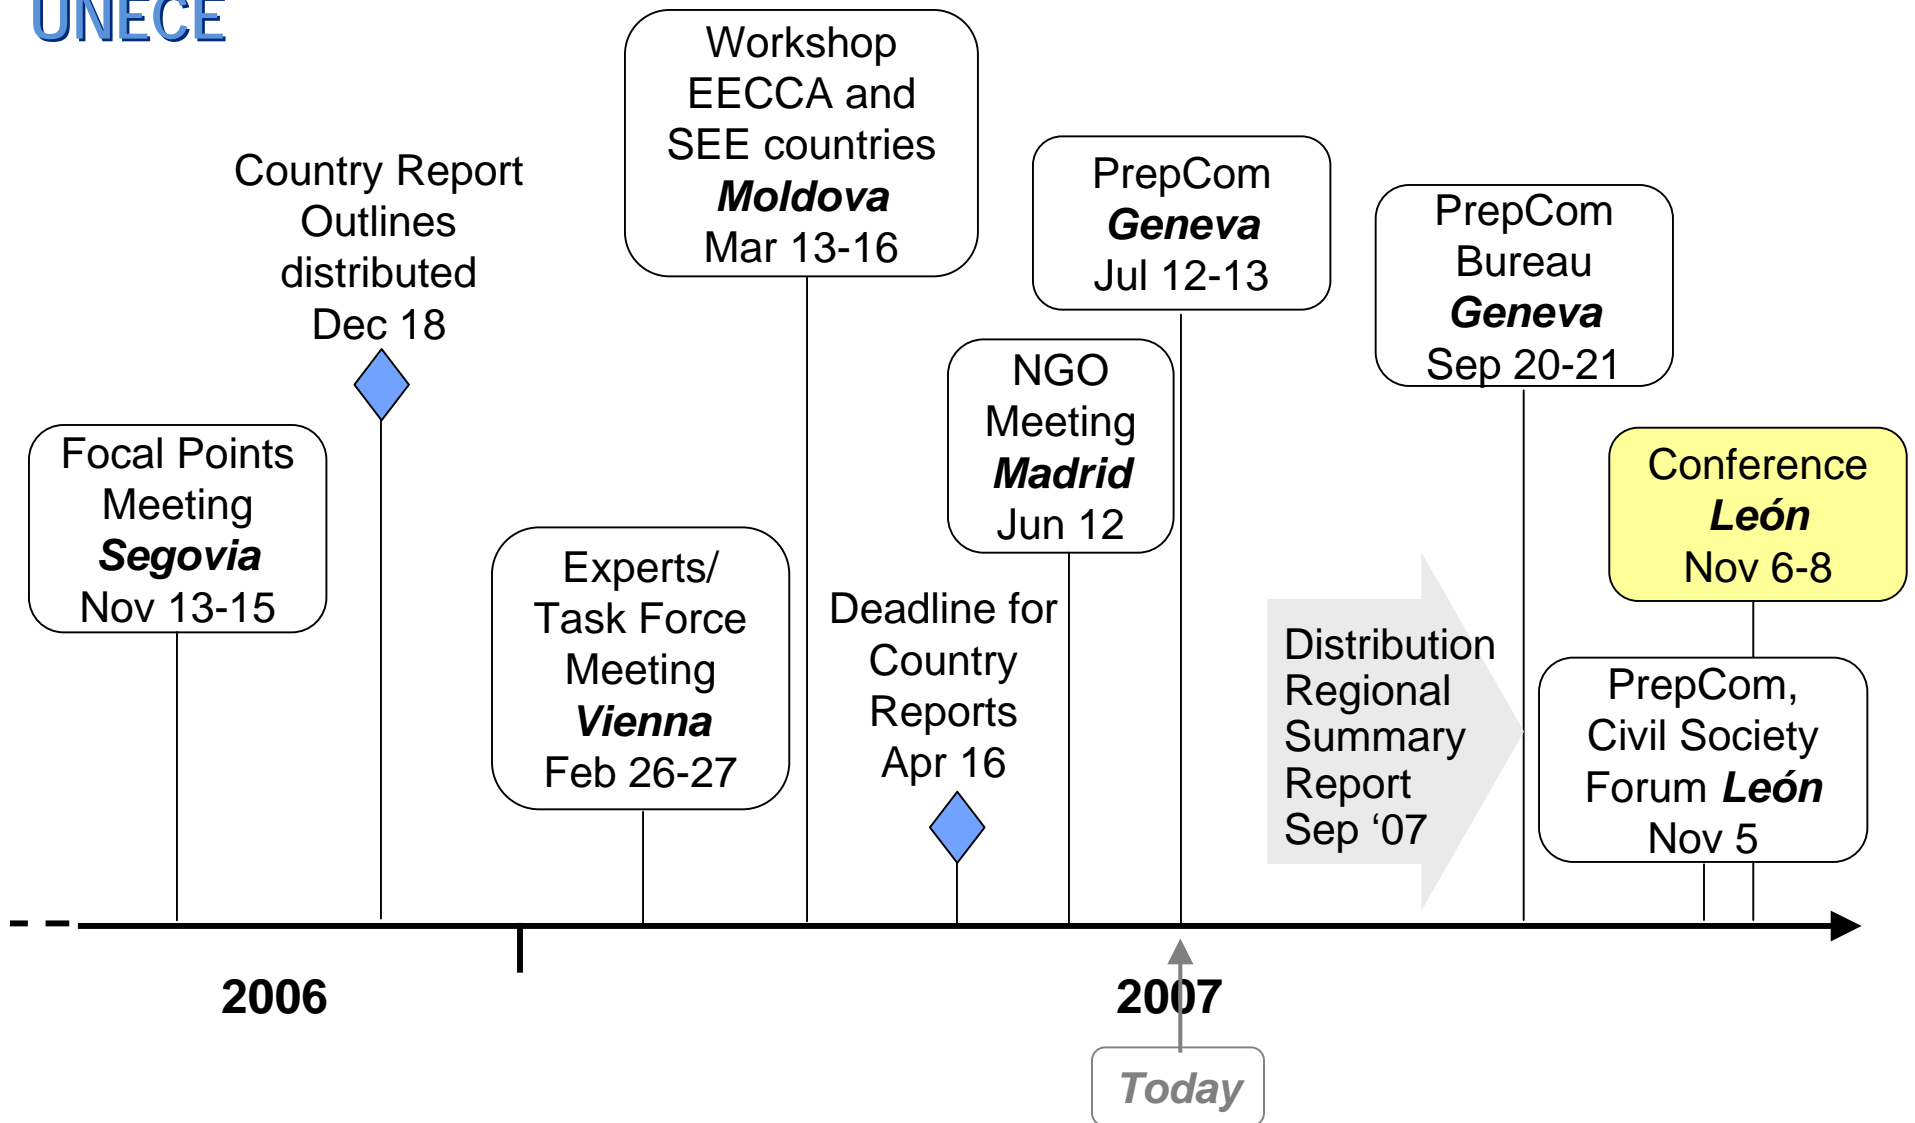 UNECE
Workshop
EECCA and
SEE countries
Moldova
Mar 13-16
Country Report
Outlines
distributed
Dec 18
PrepCom
Geneva
Jul 12-13
PrepCom
Bureau
Geneva
Sep 20-21
NGO
Meeting
Madrid
Jun 12
Focal Points
Meeting
Segovia
Nov 13-15
Conference
León
Nov 6-8
Experts/
Task Force
Meeting
Vienna
Feb 26-27
Deadline for
Country
Reports
Apr 16
Distribution
Regional
Summary
Report
Sep ‘07
PrepCom,
Civil Society
Forum León
Nov 5
2006
2007
Today